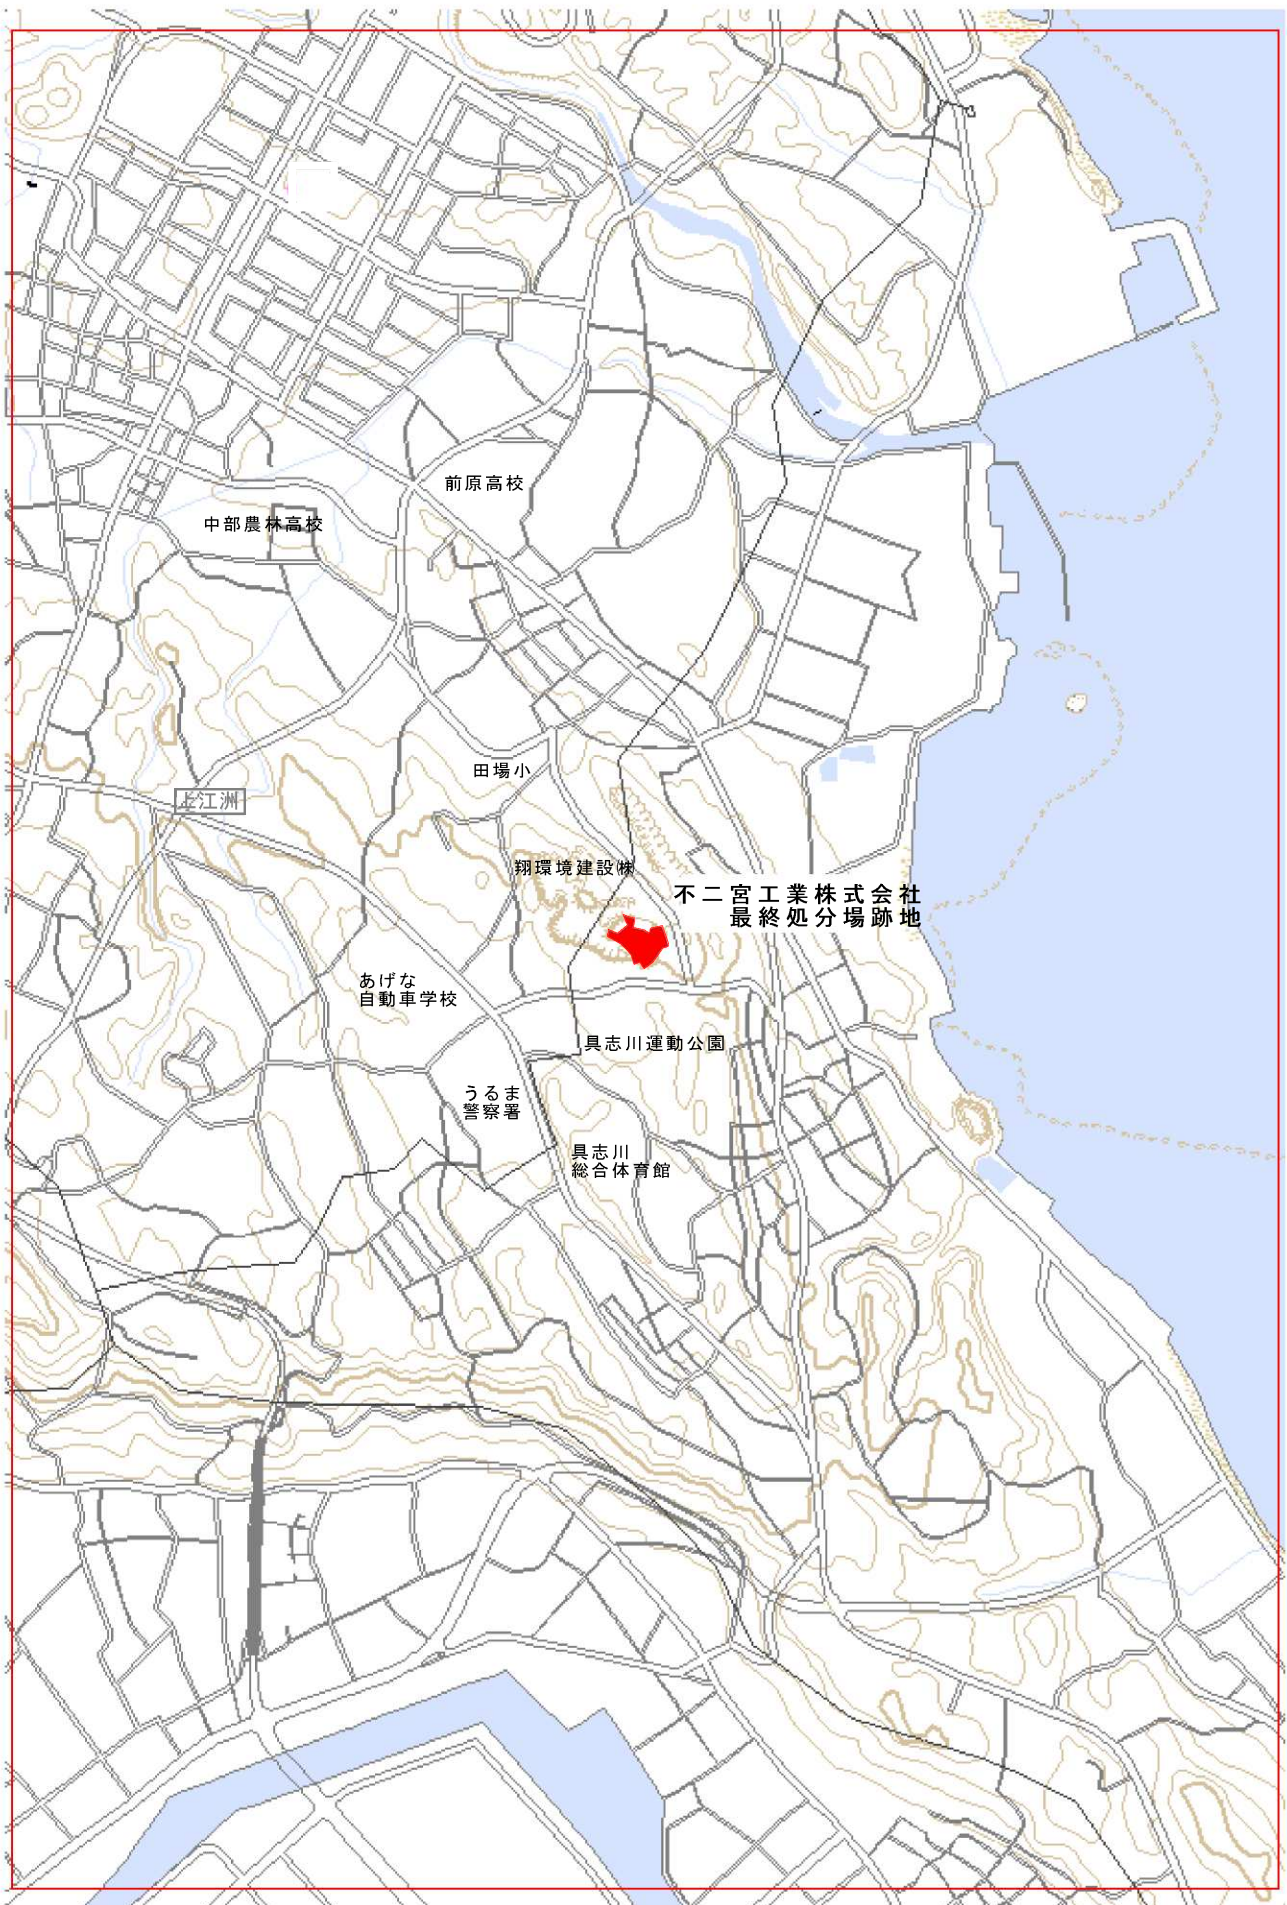 前原高校
中部農林高校
田場小
上江洲
翔環境建設㈱
不二宮工業株式会社
最終処分場跡地
あげな
自動車学校
具志川運動公園
うるま
警察署
具志川
総合体育館